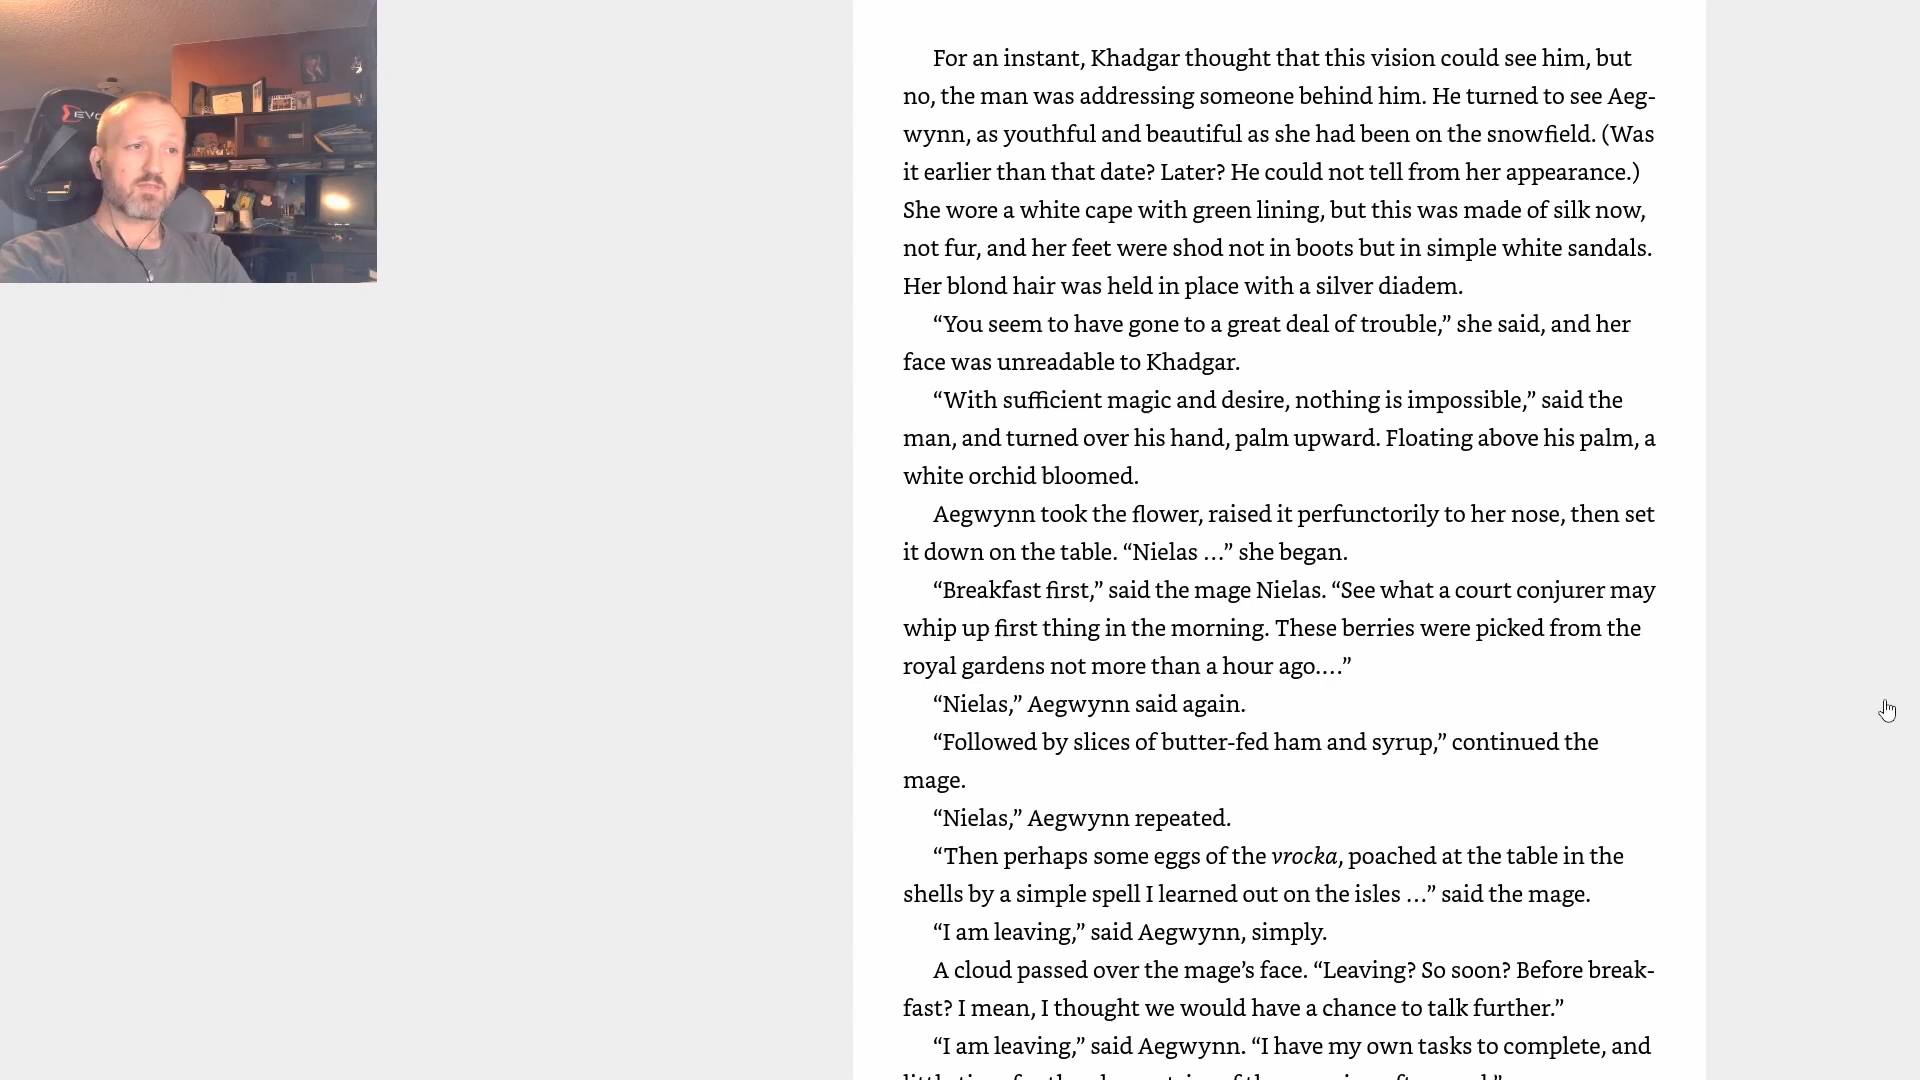 EVO
For an instant, Khadgar thought that this vision could see him, but
no, the man was addressing someone behind him. He turned to see Aeg-
wynn, as youthful and beautiful as she had been on the snowfield. (Was
it earlier than that date? Later? He could not tell from her appearance.)
She wore a white cape with green lining, but this was made of silk now,
not fur, and her feet were shod not in boots but in simple white sandals.
Her blond hair was held in place with a silver diadem.
“You seem to have gone to a great deal of trouble,” she said, and her
face was unreadable to Khadgar.
“With sufficient magic and desire, nothing is impossible,” said the
man, and turned over his hand, palm upward. Floating above his palm, a
white orchid bloomed.
Aegwynn took the flower, raised it perfunctorily to her nose, then set
it down on the table. “Nielas …” she began.
“Breakfast first,” said the mage Nielas. “See what a court conjurer may
whip up first thing in the morning. These berries were picked from the
royal gardens not more than a hour ago.…”
“Nielas,” Aegwynn said again.
“Followed by slices of butter-fed ham and syrup,” continued the
mage.
“Nielas,” Aegwynn repeated.
“Then perhaps some eggs of the vrocka, poached at the table in the
shells by a simple spell I learned out on the isles …” said the mage.
“I am leaving,” said Aegwynn, simply.
A cloud passed over the mage’s face. “Leaving? So soon? Before break-
fast? I mean, I thought we would have a chance to talk further.”
“I am leaving,” said Aegwynn. “I have my own tasks to complete, and